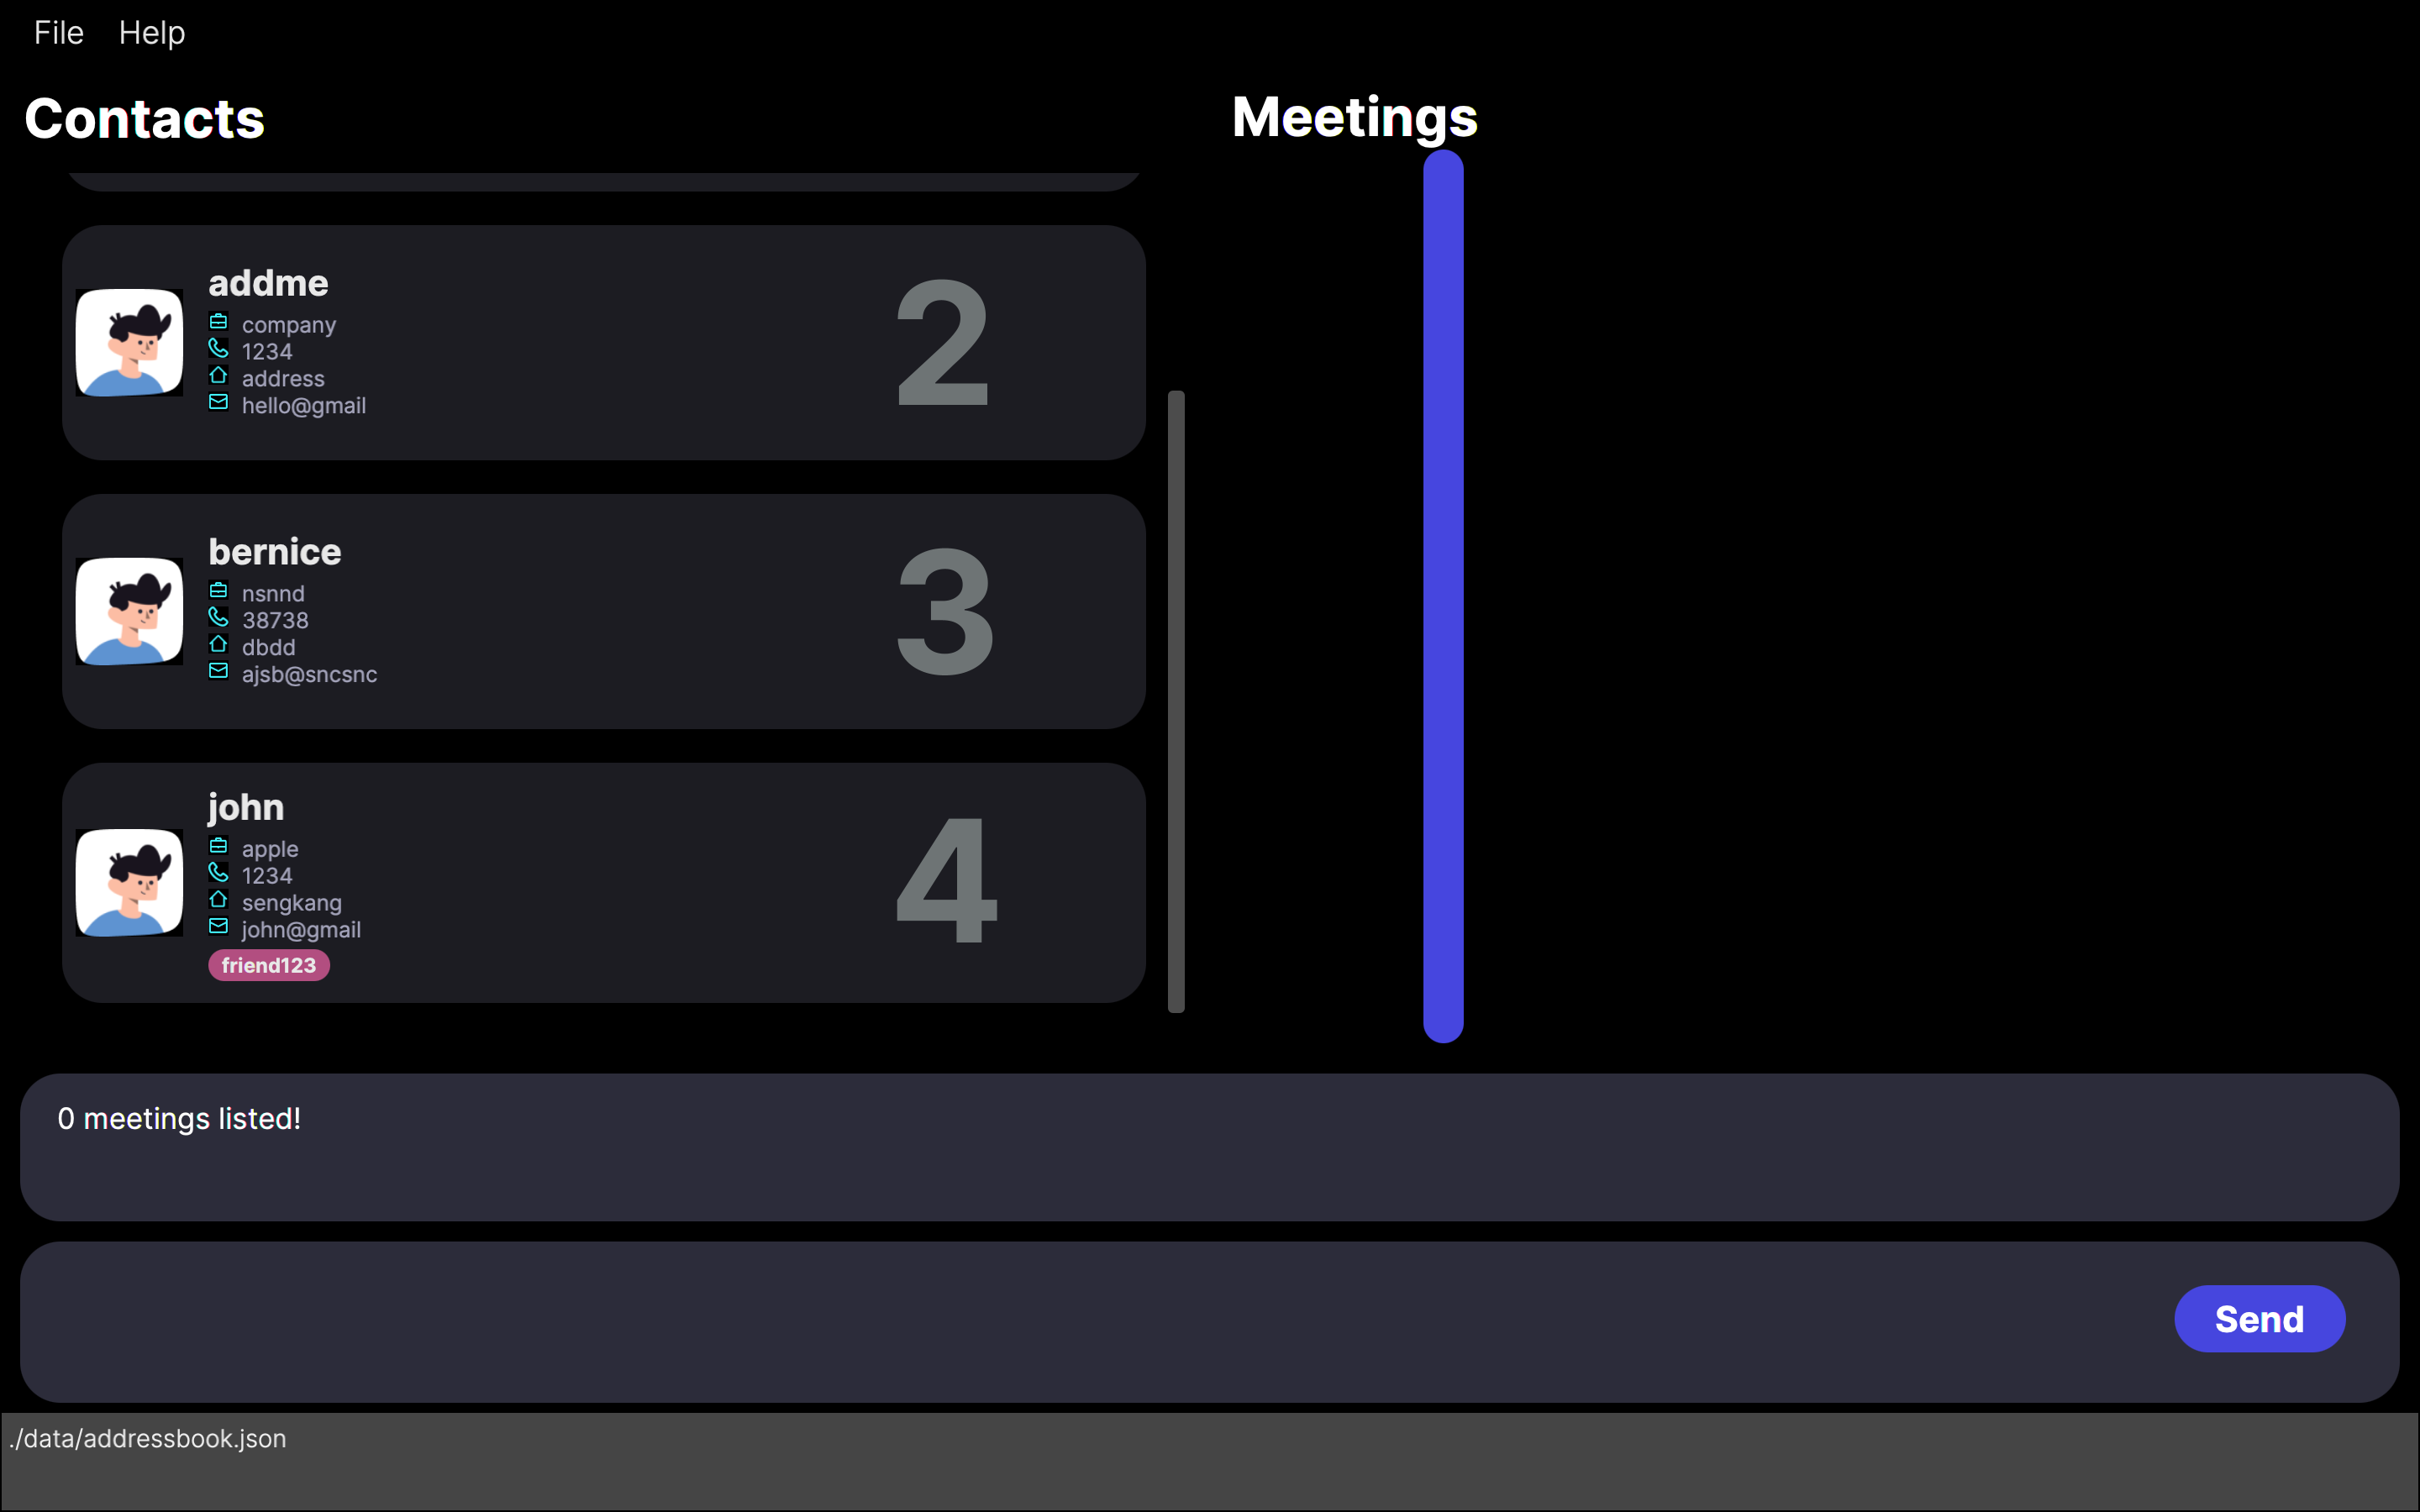 File Help
Contacts
Meetings
addme
company
1234
address
hello@gmail
2
bernice
nsnnd
38738
dbdd
ajsb@sncsnc
3
john
apple
1234
sengkang
john@gmail
friend123
4
0 meetings listed!
Send
./data/addressbook.json